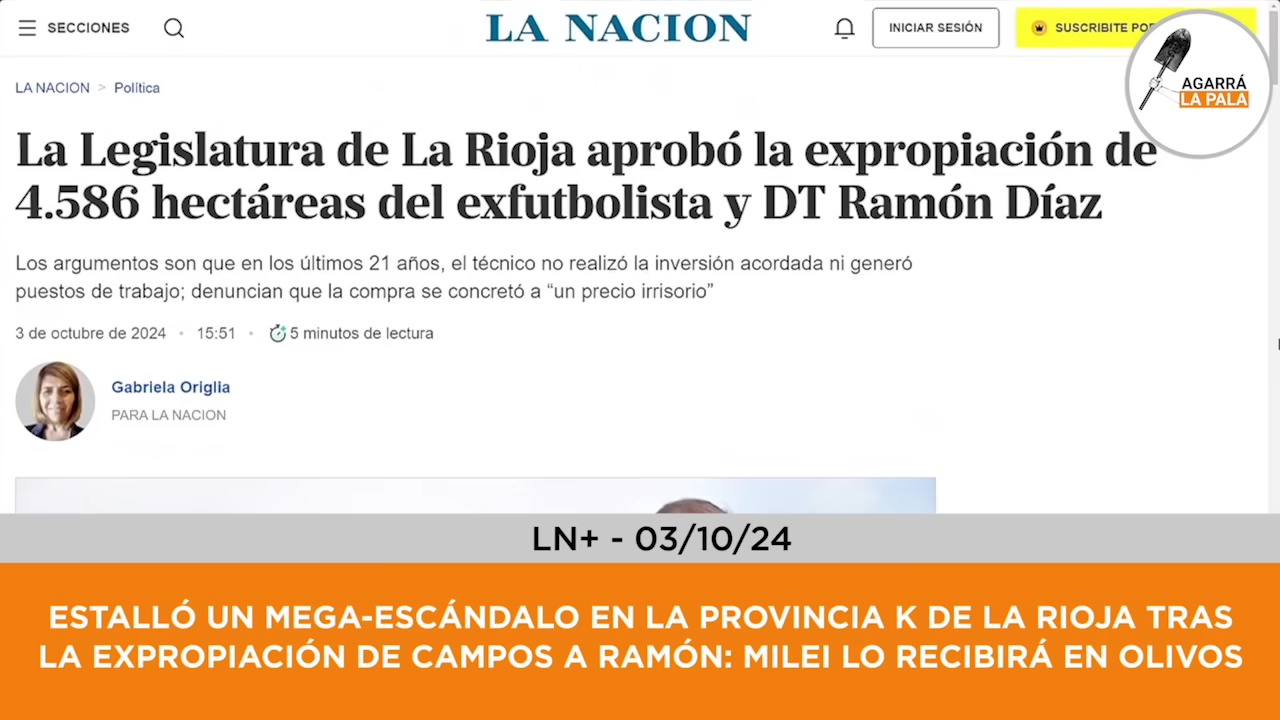 SECCIONES
LA NACION
INICIAR SESIÓN
SUSCRIBITE POR
AGARRÁ
LA PALA
LA NACION > Política
La Legislatura de La Rioja aprobó la expropiación de
4.586 hectáreas del exfutbolista y DT Ramón Díaz
Los argumentos son que en los últimos 21 años, el técnico no realizó la inversión acordada ni generó
puestos de trabajo; denuncian que la compra se concretó a “un precio irrisorio”
3 de octubre de 2024 • 15:51 • 5 minutos de lectura
Gabriela Origlia
PARA LA NACION
LN+ - 03/10/24
ESTALLÓ UN MEGA-ESCÁNDALO EN LA PROVINCIA K DE LA RIOJA TRAS
LA EXPROPIACIÓN DE CAMPOS A RAMÓN: MILEI LO RECIBIRÁ EN OLIVOS